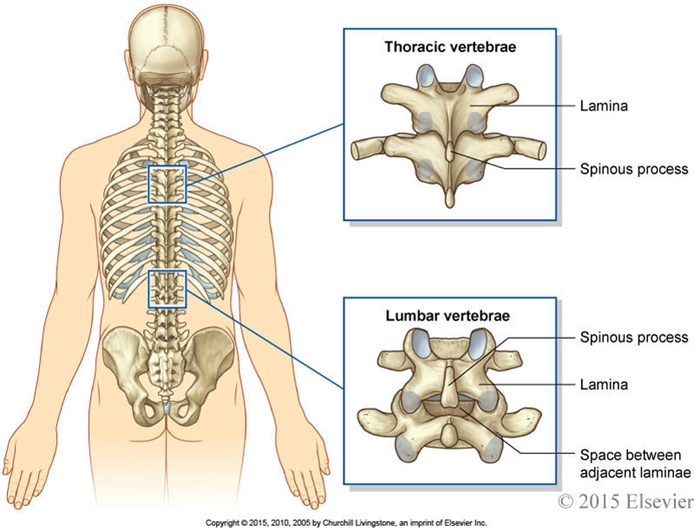 Thoracic vertebrae
Lamina
Spinous process
Lumbar vertebrae
Spinous process
Lamina
Space between
adjacent laminae
© 2015 Elsevier
Copyright © 2015, 2010, 2005 by Churchill Livingstone, an imprint of Elsevier Inc.